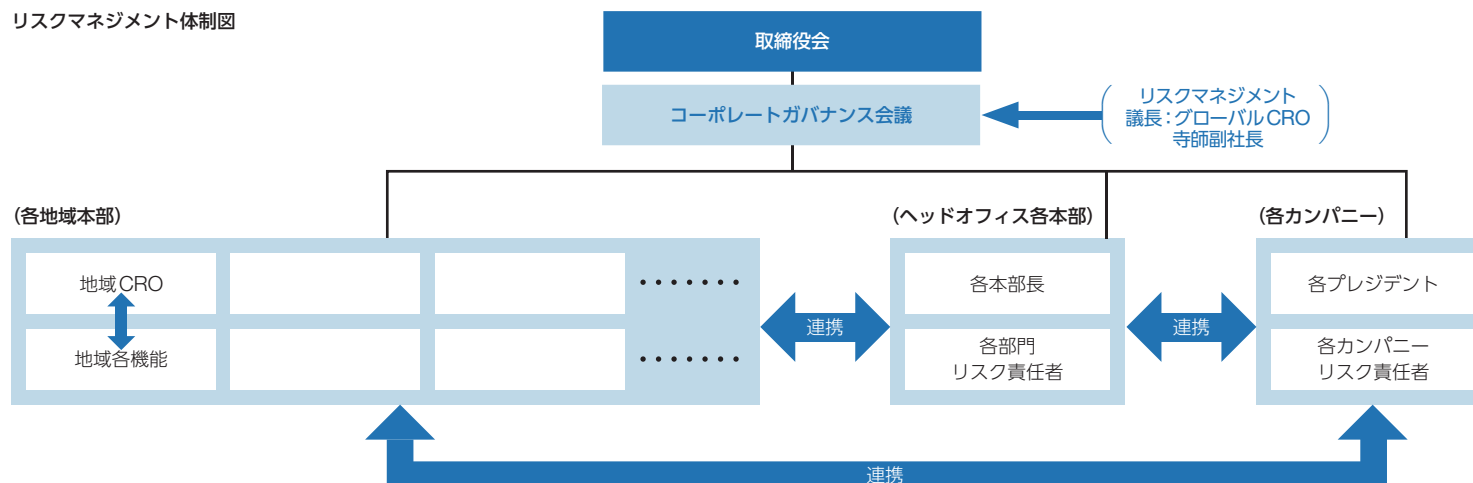 リスクマネジメント体制図
取締役会
コーポレートガバナンス会議
リスクマネジメント
議長：グローバルCRO
寺師副社長
(各地域本部)
(ヘッドオフィス各本部)
(各カンパニー)
地域CRO
・・・・・・・
各本部長
各プレジデント
連携
連携
地域各機能
・・・・・・・
各部門
リスク責任者
各カンパニー
リスク責任者
連携